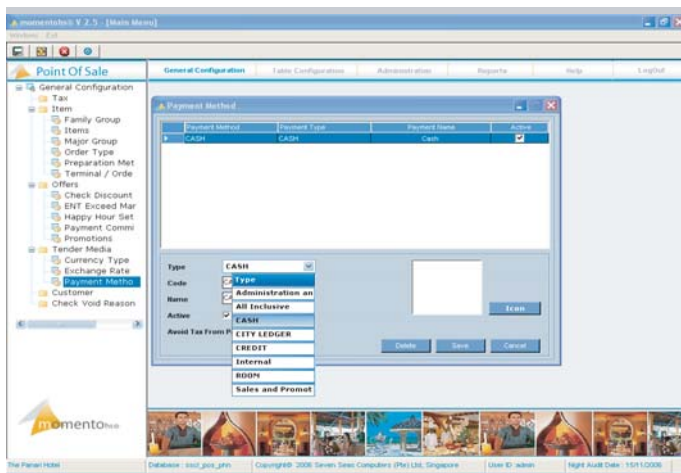 momentohs® V 2.5 - [Main Menu]
Windows Exit
Point Of Sale
General Configuration Table Configuration Administration Reports Help LogOut
General Configuration
Tax
Item
Family Group
Items
Major Group
Order Type
Preparation Met
Terminal / Orde
Offers
Check Discount
ENT Exceed Mar
Happy Hour Set
Payment Commi
Promotions
Tender Media
Currency Type
Exchange Rate
Payment Metho
Customer
Check Void Reason
Payment Method
Payment Method Payment Type Payment Name Active
CASH CASH Cash
Type CASH
Code
Name
Active
Avoid Tax From P
Type
Administration an
All Inclusive
CASH
CITY LEDGER
CREDIT
Internal
ROOM
Sales and Promot
Icon
Delete Save Cancel
momento
The Panari Hotel Database : sscl_pos_phn Copyright© 2006 Seven Seas Computers (Pte) Ltd, Singapore User ID :admin Night Audit Date : 15/11/2006